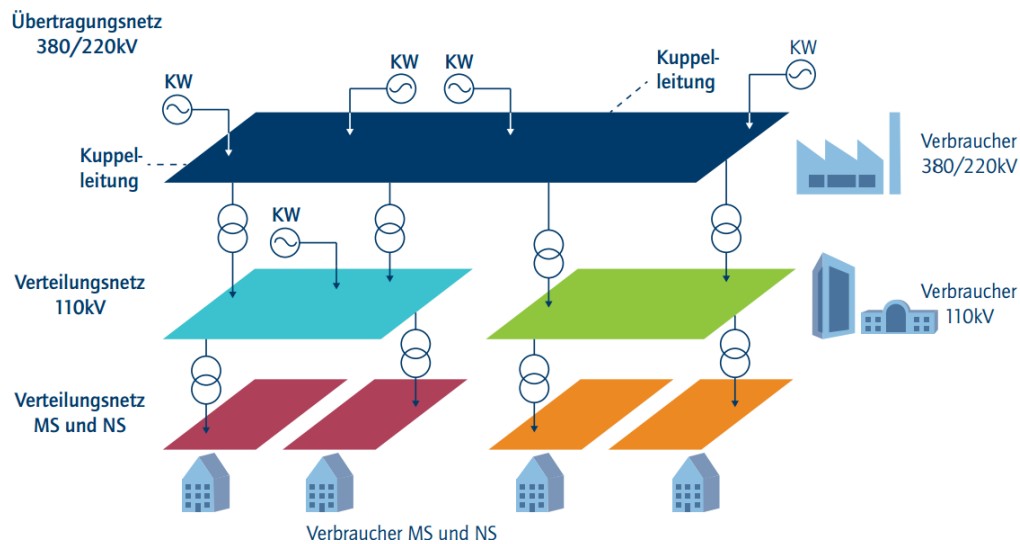 Übertragungsnetz
380/220kV
KW
KW
KW
KW
Kuppel-
leitung
Kuppel-
leitung
Verbraucher
380/220kV
KW
Verteilungsnetz
110kV
Verbraucher
110kV
Verteilungsnetz
MS und NS
Verbraucher MS und NS